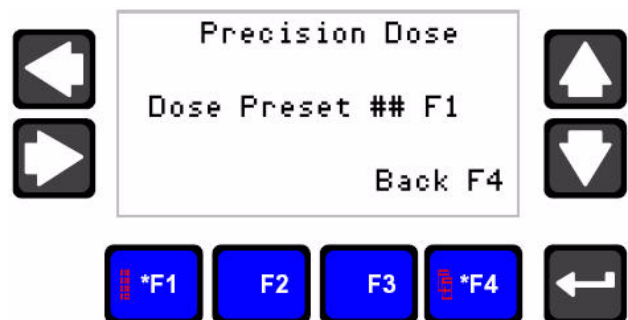 Precision Dose
Dose Preset ## F1
Back F4
*F1 F2 F3 *F4